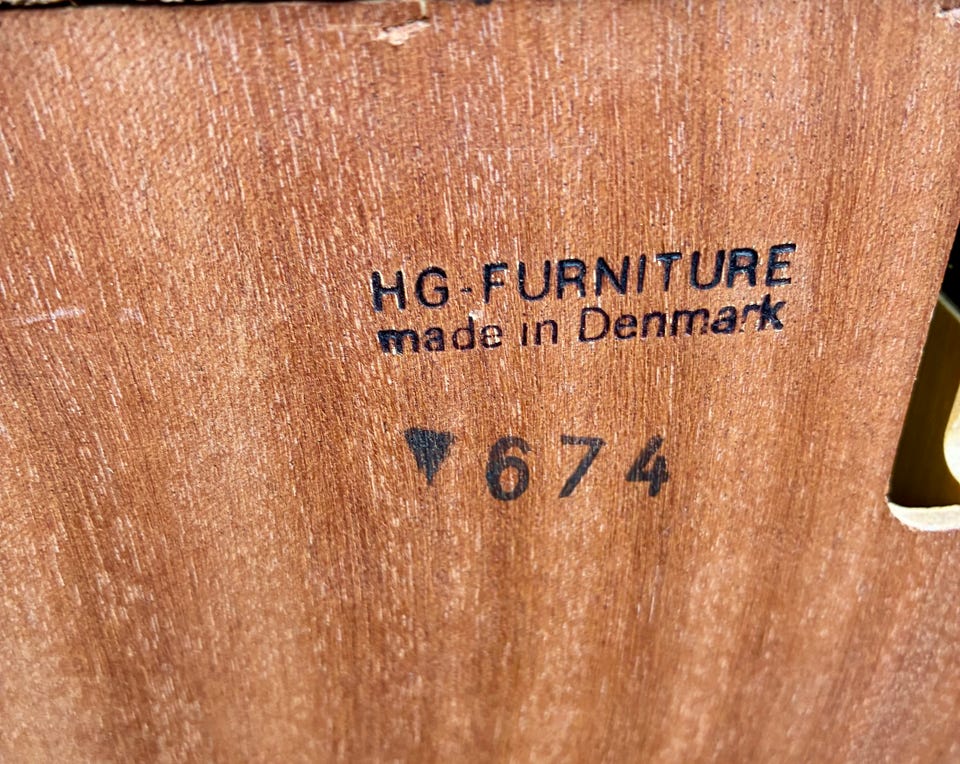 HG-FURNITURE
made in Denmark
▼ 674